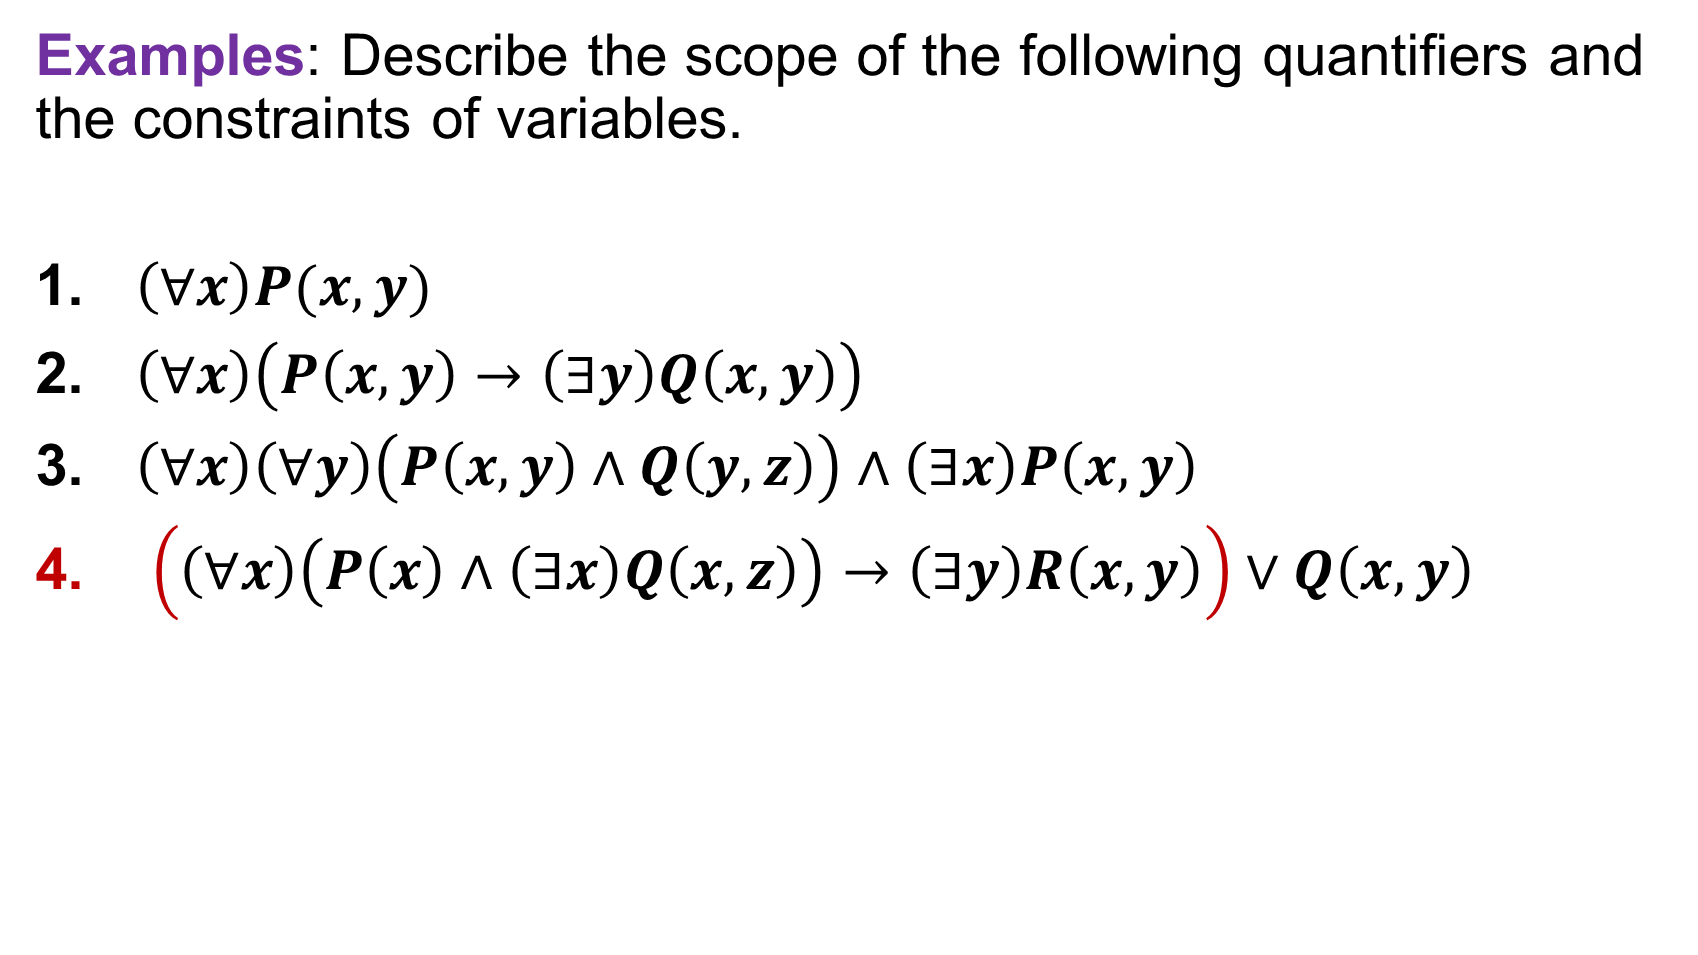 Examples: Describe the scope of the following quantifiers and
the constraints of variables.
1. (∀x)P(x, y)
2. (∀x)(P(x, y) → (∃y)Q(x, y))
3. (∀x)(∀y)(P(x, y) ∧ Q(y, z)) ∧ (∃x)P(x, y)
4. ((∀x)(P(x) ∧ (∃x)Q(x, z)) → (∃y)R(x, y)) ∨ Q(x, y)